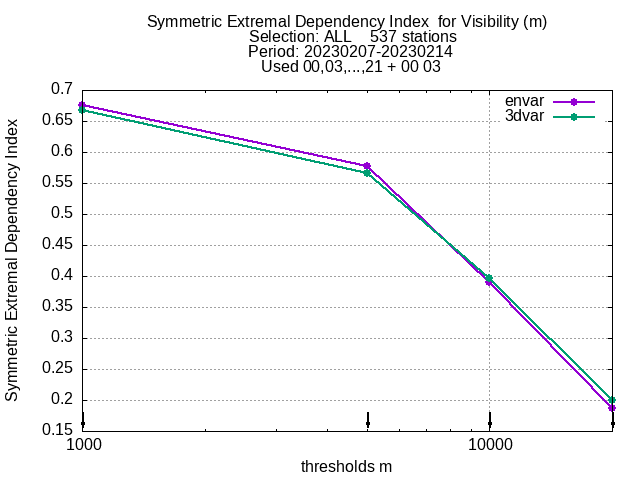 Symmetric Extremal Dependency Index  for Visibility (m)
Selection: ALL    537 stations
Period: 20230207-20230214
Used 00,03,...,21 + 00 03
envar
3dvar
0.7
0.65
0.6
0.55
0.5
0.45
0.4
0.35
0.3
0.25
0.2
0.15
Symmetric Extremal Dependency Index
1000 10000
thresholds m